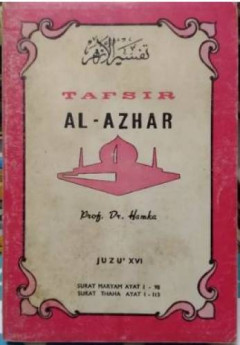 تفسير الأزهر
TAFSIR
AL-AZHAR
Prof. Dr. Hamka
JUZU' XVI
SURAT MARYAM AYAT 1 - 98
SURAT THAHA AYAT 1 - 135